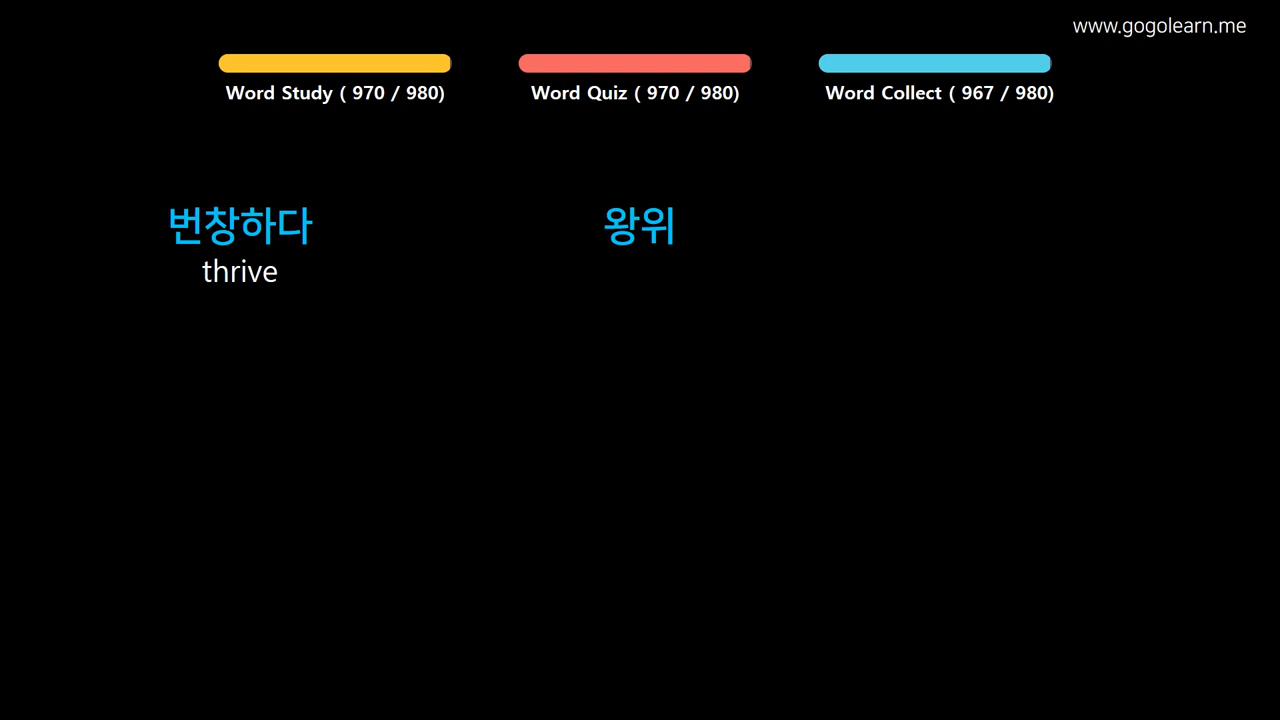 www.gogolearn.me
Word Study ( 970 / 980)
Word Quiz ( 970 / 980)
Word Collect ( 967 / 980)
번창하다
thrive
왕위